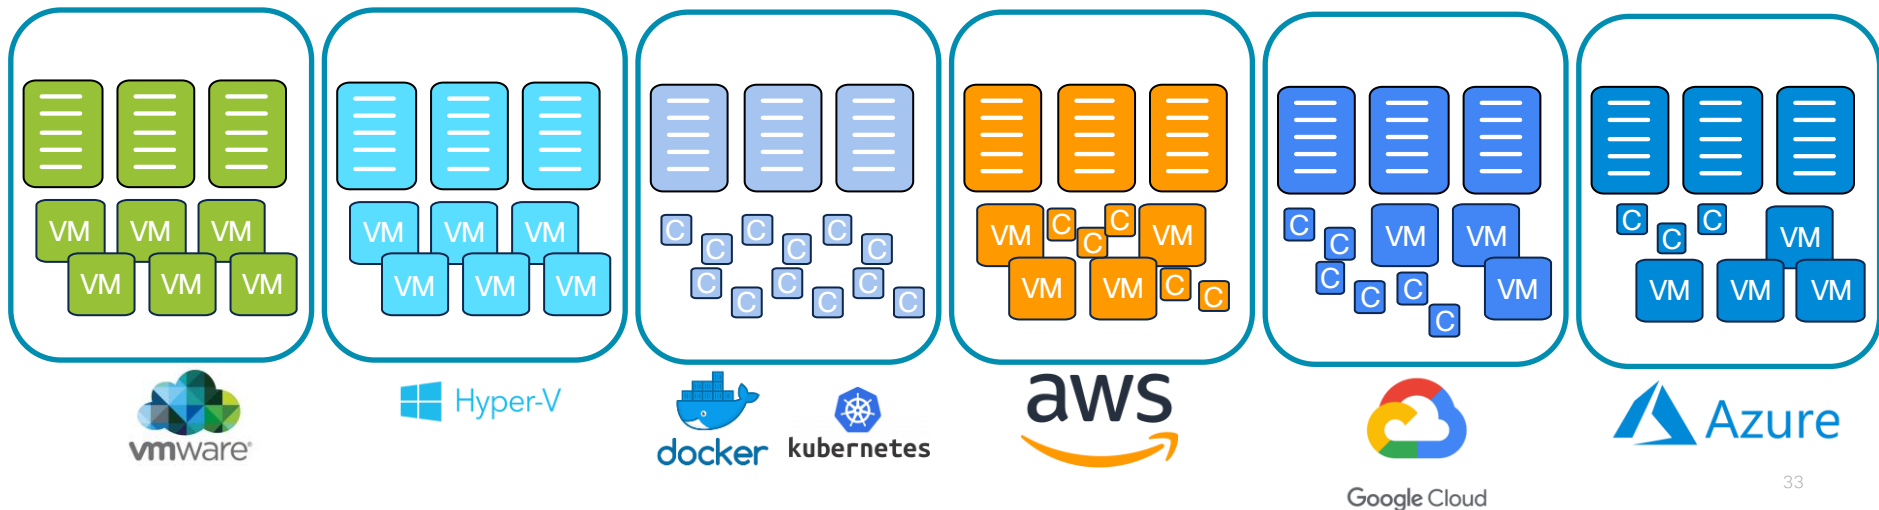 VM VM VM
VM VM VM
VM VM VM
VM VM VM
C C C C C C
C C C C C C
VM C C C VM
VM VM C C
C C VM VM
C C C C VM
C C C VM
VM VM VM
vmware
Hyper-V
docker
kubernetes
aws
Google Cloud
Azure
33